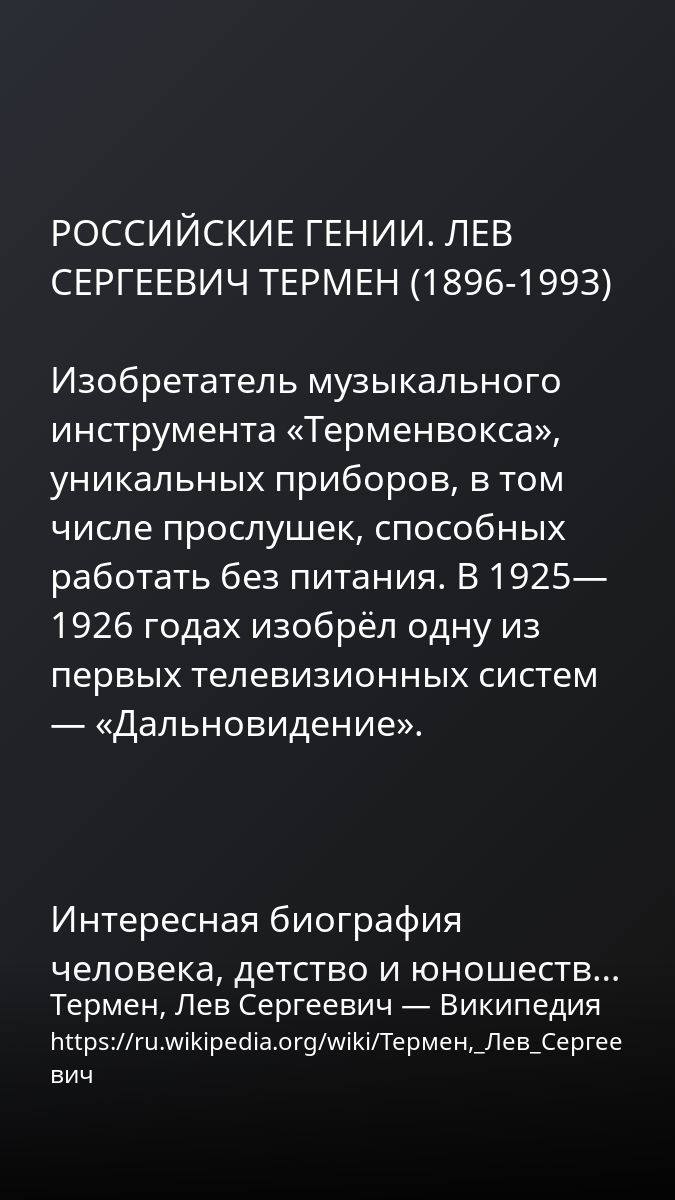 РОССИЙСКИЕ ГЕНИИ. ЛЕВ
СЕРГЕЕВИЧ ТЕРМЕН (1896-1993)
Изобретатель музыкального
инструмента «Терменвокса»,
уникальных приборов, в том
числе прослушек, способных
работать без питания. В 1925—
1926 годах изобрёл одну из
первых телевизионных систем
— «Дальновидение».
Интересная биография
человека, детство и юношеств...
Термен, Лев Сергеевич — Википедия
https://ru.wikipedia.org/wiki/Термен,_Лев_Сергее
вич